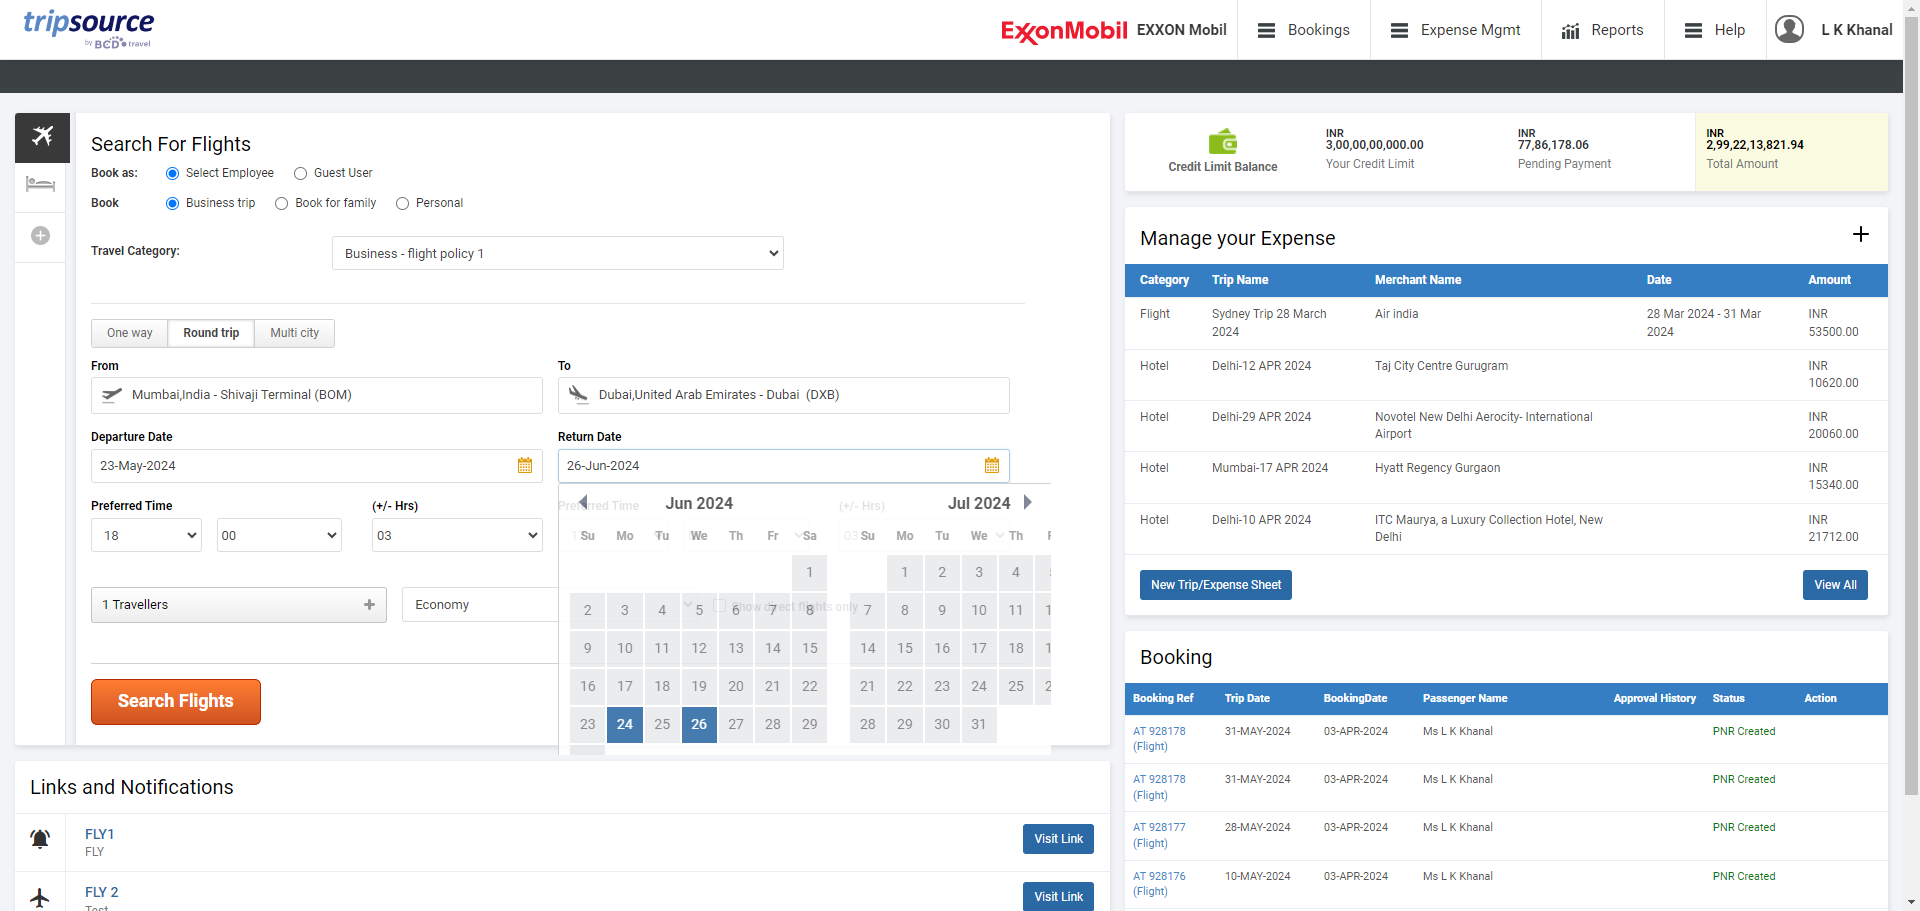 tripsource
by BCD travel
ExxonMobil EXXON Mobil
Bookings
Expense Mgmt
Reports
Help
L K Khanal
Search For Flights
Book as: Select Employee Guest User
Book Business trip Book for family Personal
Travel Category: Business - flight policy 1
One way Round trip Multi city
From To
Mumbai,India - Shivaji Terminal (BOM) Dubai,United Arab Emirates - Dubai (DXB)
Departure Date Return Date
23-May-2024 26-Jun-2024
Preferred Time (+/- Hrs) Preferred Time (+/- Hrs)
18 00 03
Jun 2024 Jul 2024
Su Mo Tu We Th Fr Sa Su Mo Tu We Th
1 1 2 3 4
2 3 4 5 6 7 8 7 8 9 10 11
9 10 11 12 13 14 15 14 15 16 17 18
16 17 18 19 20 21 22 21 22 23 24 25
23 24 25 26 27 28 29 28 29 30 31
1 Travellers + Economy Show direct flights only
Search Flights
Links and Notifications
FLY1
FLY
Visit Link
FLY 2
Test
Visit Link
Credit Limit Balance
INR
3,00,00,00,000.00
Your Credit Limit
INR
77,86,178.06
Pending Payment
INR
2,99,22,13,821.94
Total Amount
Manage your Expense +
Category Trip Name Merchant Name Date Amount
Flight Sydney Trip 28 March Air india 28 Mar 2024 - 31 Mar INR
2024 2024 53500.00
Hotel Delhi-12 APR 2024 Taj City Centre Gurugram INR
10620.00
Hotel Delhi-29 APR 2024 Novotel New Delhi Aerocity- International INR
Airport 20060.00
Hotel Mumbai-17 APR 2024 Hyatt Regency Gurgaon INR
15340.00
Hotel Delhi-10 APR 2024 ITC Maurya, a Luxury Collection Hotel, New INR
Delhi 21712.00
New Trip/Expense Sheet View All
Booking
Booking Ref Trip Date BookingDate Passenger Name Approval History Status Action
AT 928178 31-MAY-2024 03-APR-2024 Ms L K Khanal PNR Created
(Flight)
AT 928178 31-MAY-2024 03-APR-2024 Ms L K Khanal PNR Created
(Flight)
AT 928177 28-MAY-2024 03-APR-2024 Ms L K Khanal PNR Created
(Flight)
AT 928176 10-MAY-2024 03-APR-2024 Ms L K Khanal PNR Created
(Flight)